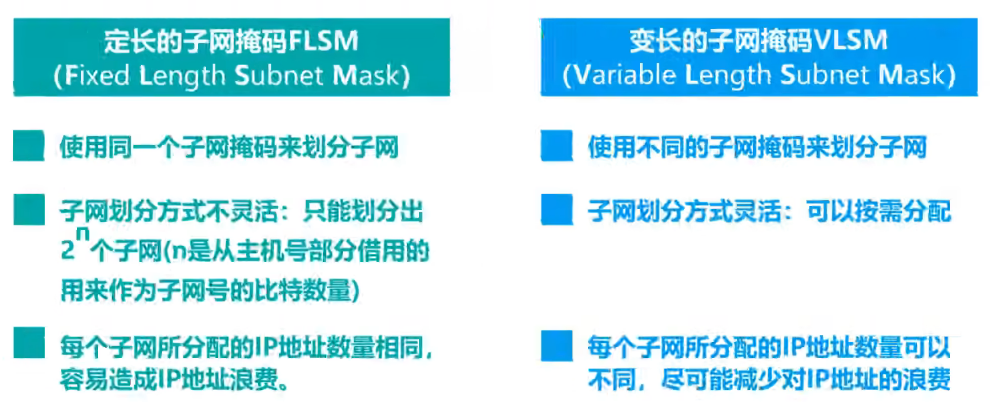 定长的子网掩码FLSM
(Fixed Length Subnet Mask)
使用同一个子网掩码来划分子网
子网划分方式不灵活：只能划分出
2ⁿ个子网(n是从主机号部分借用的
用来作为子网号的比特数量)
每个子网所分配的IP地址数量相同，
容易造成IP地址浪费。
变长的子网掩码VLSM
(Variable Length Subnet Mask)
使用不同的子网掩码来划分子网
子网划分方式灵活：可以按需分配
每个子网所分配的IP地址数量可以
不同，尽可能减少对IP地址的浪费